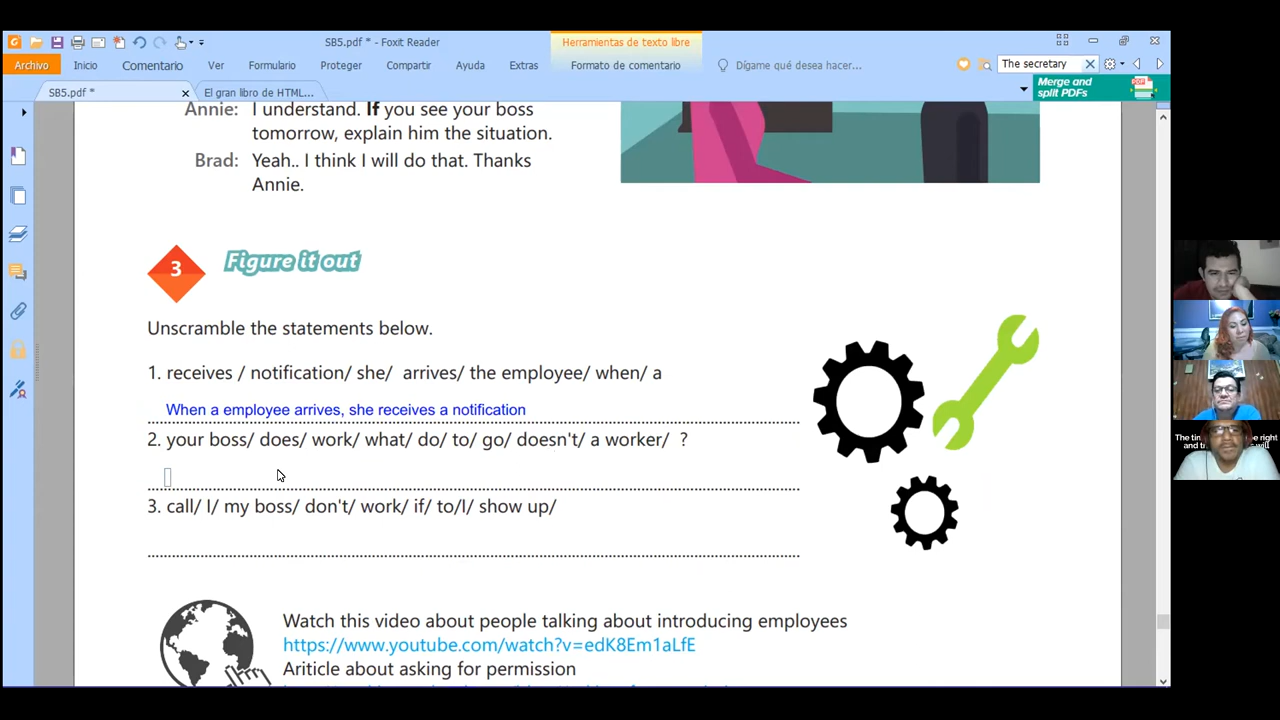 SB5.pdf * - Foxit Reader
Herramientas de texto libre
Archivo
Inicio
Comentario
Ver
Formulario
Proteger
Compartir
Ayuda
Extras
Formato de comentario
Dígame qué desea hacer...
The secretary
SB5.pdf *
El gran libro de HTML...
Merge and
split PDFs
Annie: I understand. If you see your boss
tomorrow, explain him the situation.
Brad: Yeah.. I think I will do that. Thanks
Annie.
3 Figure it out
Unscramble the statements below.
1. receives / notification/ she/ arrives/ the employee/ when/ a
When a employee arrives, she receives a notification
2. your boss/ does/ work/ what/ do/ to/ go/ doesn't/ a worker/ ?
3. call/ I/ my boss/ don't/ work/ if/ to/I/ show up/
Watch this video about people talking about introducing employees
https://www.youtube.com/watch?v=edK8Em1aLfE
Ariticle about asking for permission